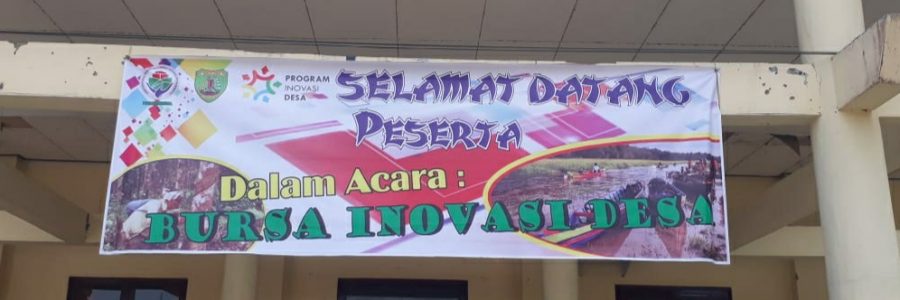 PROGRAM
INOVASI
DESA
SELAMAT DATANG
PESERTA
Dalam Acara :
BURSA INOVASI DESA